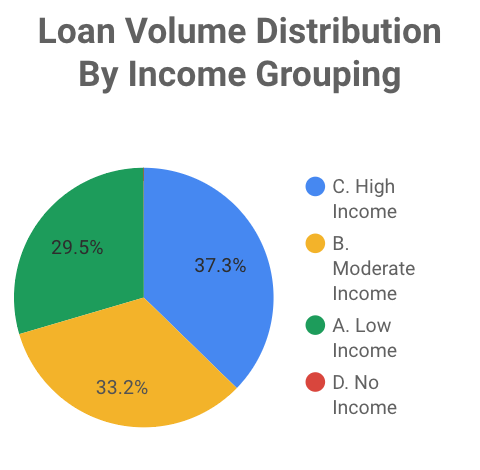 Loan Volume Distribution
By Income Grouping
C. High
Income
29.5%
37.3%
B.
Moderate
Income
A. Low
Income
33.2%
D. No
Income